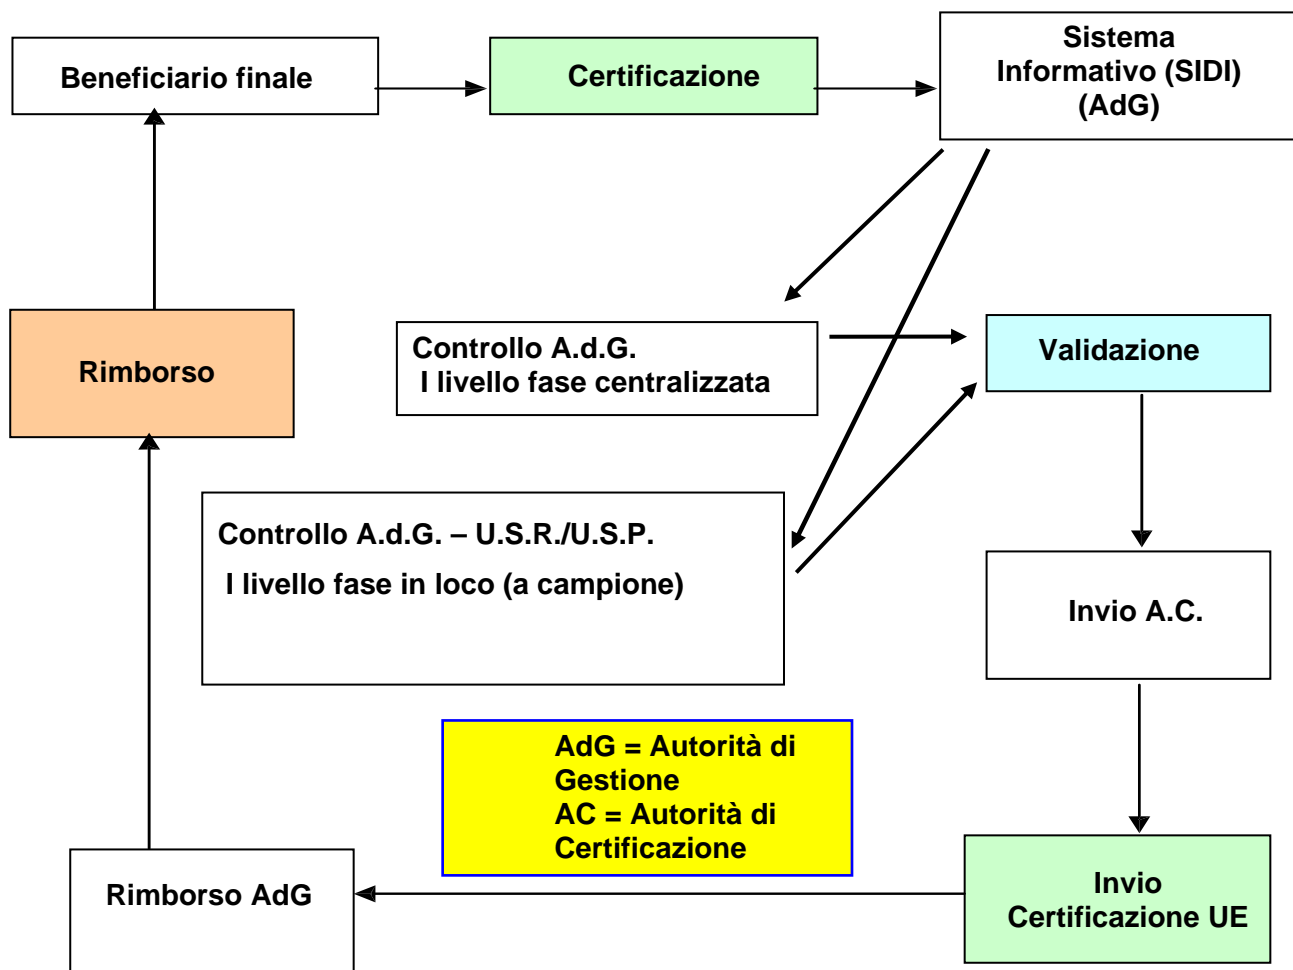 Beneficiario finale
Certificazione
Sistema
Informativo (SIDI)
(AdG)
Rimborso
Controllo A.d.G.
I livello fase centralizzata
Validazione
Controllo A.d.G. – U.S.R./U.S.P.
I livello fase in loco (a campione)
Invio A.C.
AdG = Autorità di
Gestione
AC = Autorità di
Certificazione
Rimborso AdG
Invio
Certificazione UE